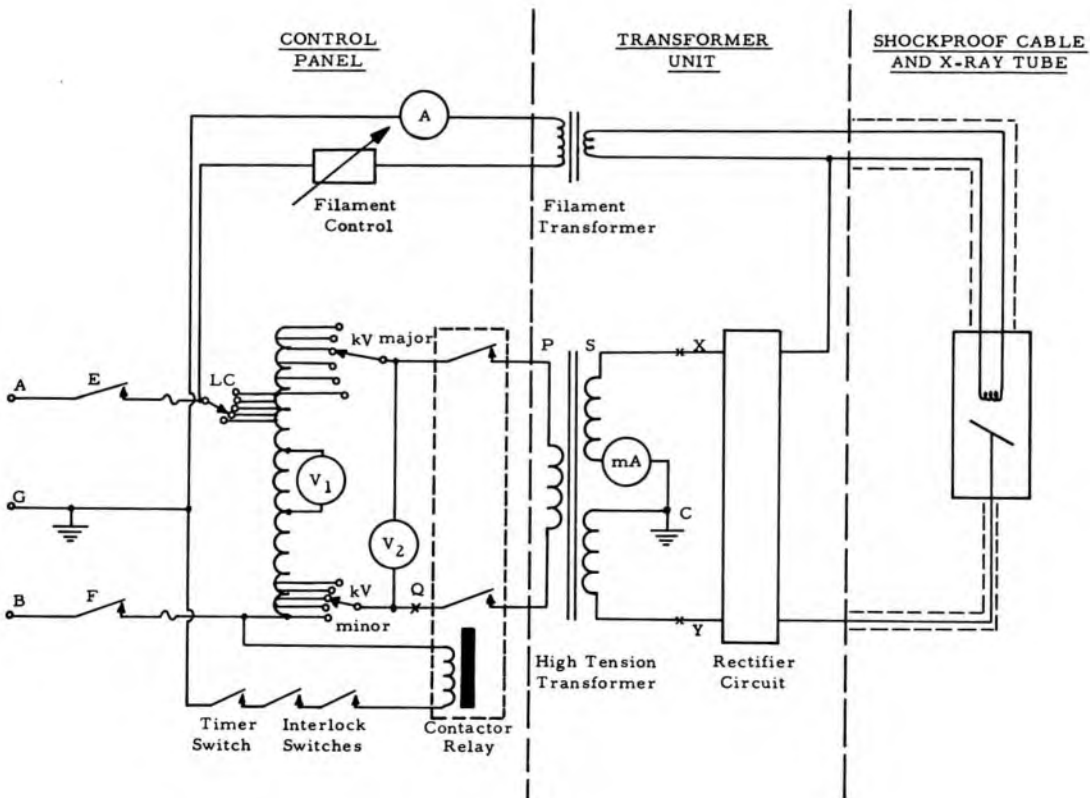 CONTROL
PANEL
TRANSFORMER
UNIT
SHOCKPROOF CABLE
AND X-RAY TUBE
A
Filament
Control
Filament
Transformer
kV major
P
S
X
A
E
LC
V1
mA
G
C
V2
B
F
kV
minor
Q
Y
High Tension
Transformer
Rectifier
Circuit
Timer
Switch
Interlock
Switches
Contactor
Relay